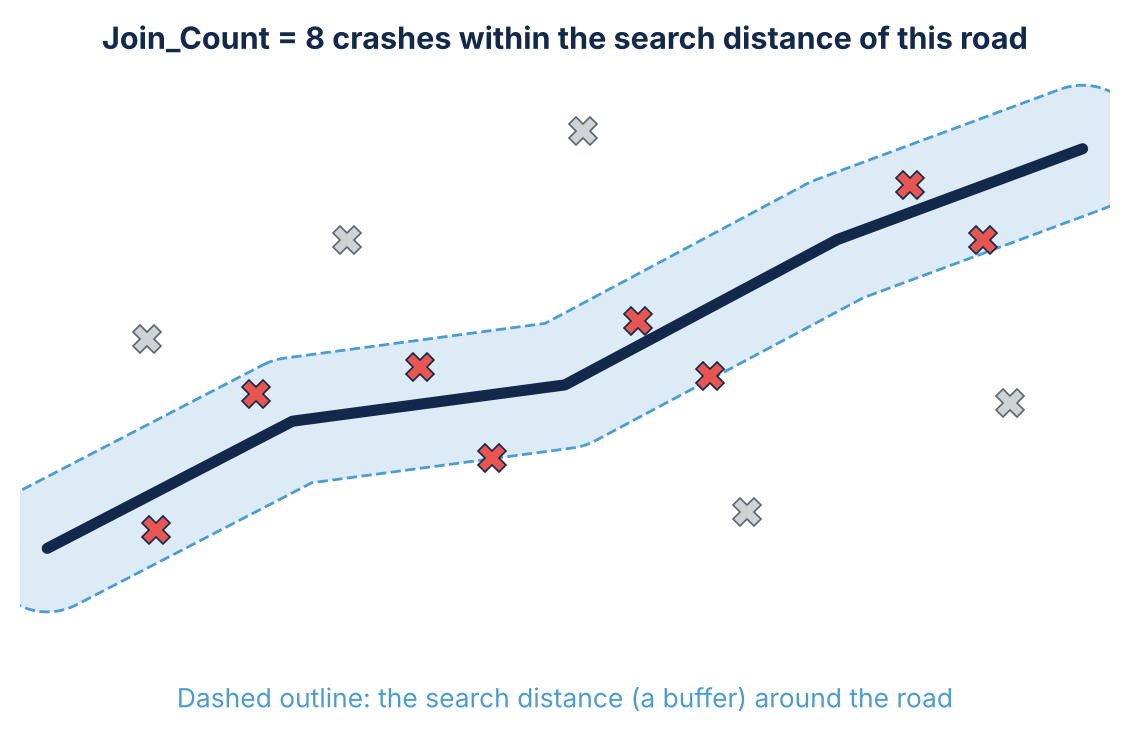 Join_Count = 8 crashes within the search distance of this road
Dashed outline: the search distance (a buffer) around the road